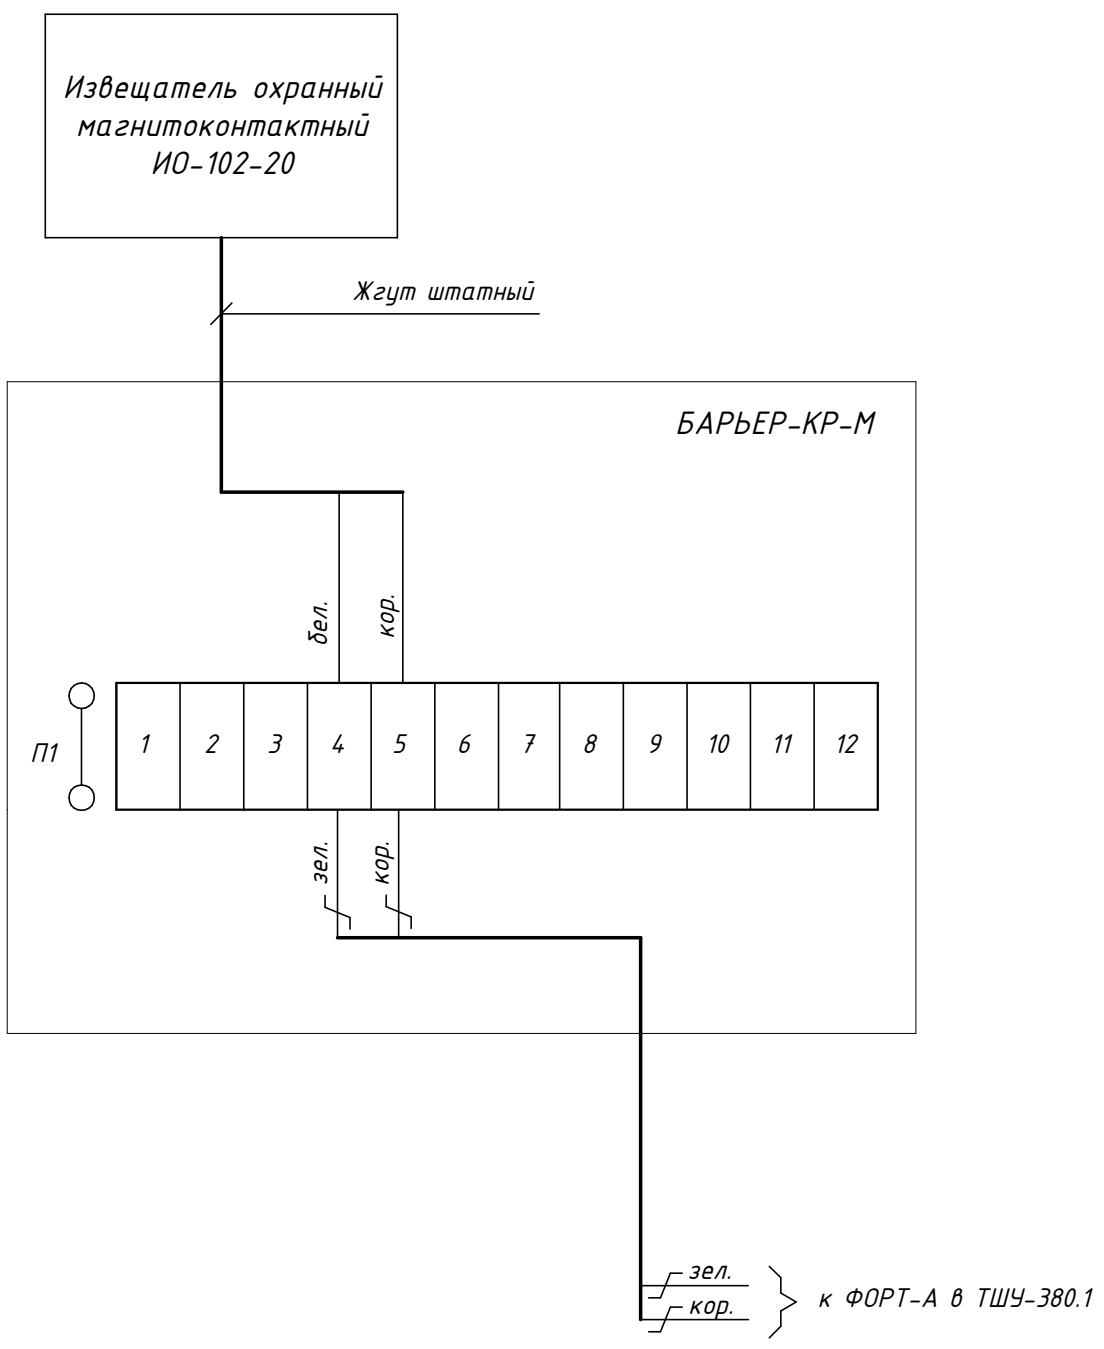 Извещатель охранный
магнитоконтактный
ИО-102-20
Жгут штатный
БАРЬЕР-КР-М
бел.
кор.
П1
1 2 3 4 5 6 7 8 9 10 11 12
зел.
кор.
зел.
кор.
к ФОРТ-А в ТШУ-380.1